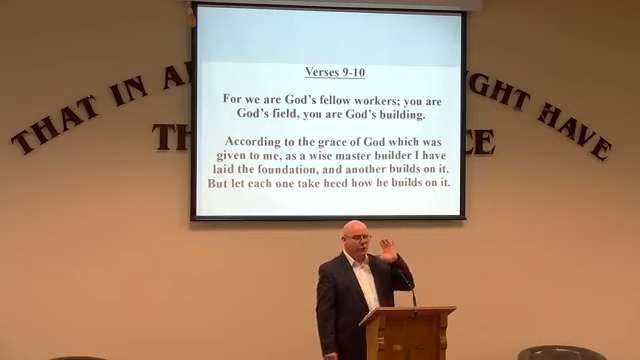 THAT IN A
GHT HAVE
TH
CE
Verses 9-10
For we are God's fellow workers; you are
God's field, you are God's building.
According to the grace of God which was
given to me, as a wise master builder I have
laid the foundation, and another builds on it.
But let each one take heed how he builds on it.